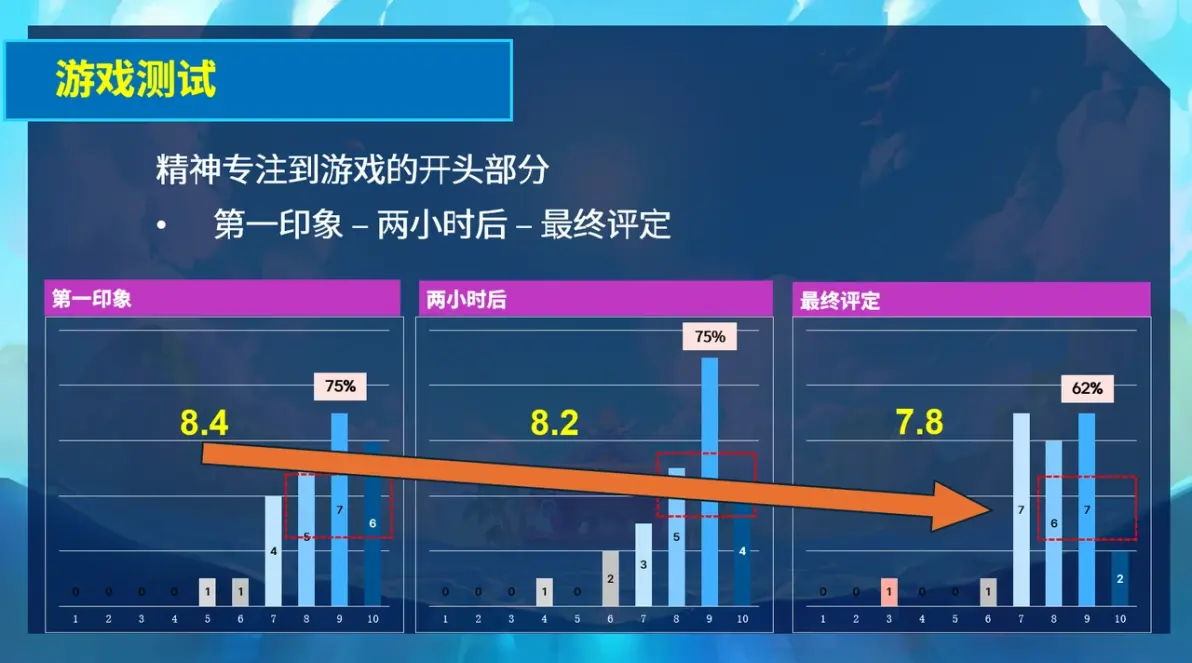 游戏测试
精神专注到游戏的开头部分
• 第一印象 – 两小时后 – 最终评定
第一印象
75%
8.4
0 0 0 0 1 1 4 5 7 6
1 2 3 4 5 6 7 8 9 10
两小时后
75%
8.2
0 0 0 1 0 2 3 5 4
1 2 3 4 5 6 7 8 9 10
最终评定
62%
7.8
0 0 1 0 0 1 7 6 7 2
1 2 3 4 5 6 7 8 9 10